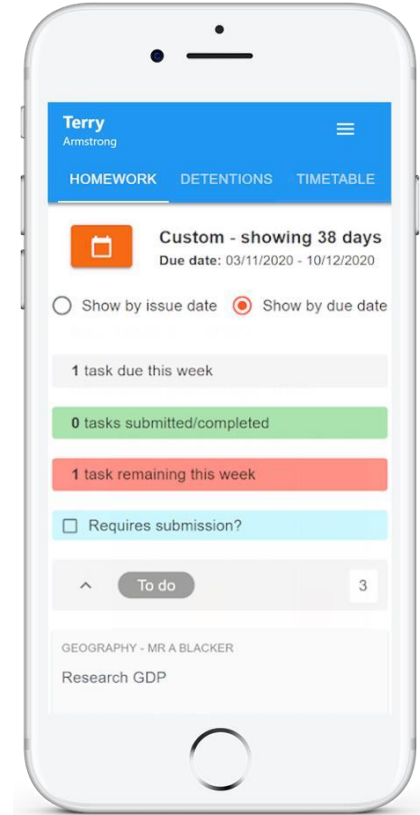 Terry
Armstrong
HOMEWORK DETENTIONS TIMETABLE
Custom - showing 38 days
Due date: 03/11/2020 - 10/12/2020
Show by issue date Show by due date
1 task due this week
0 tasks submitted/completed
1 task remaining this week
Requires submission?
To do 3
GEOGRAPHY - MR A BLACKER
Research GDP